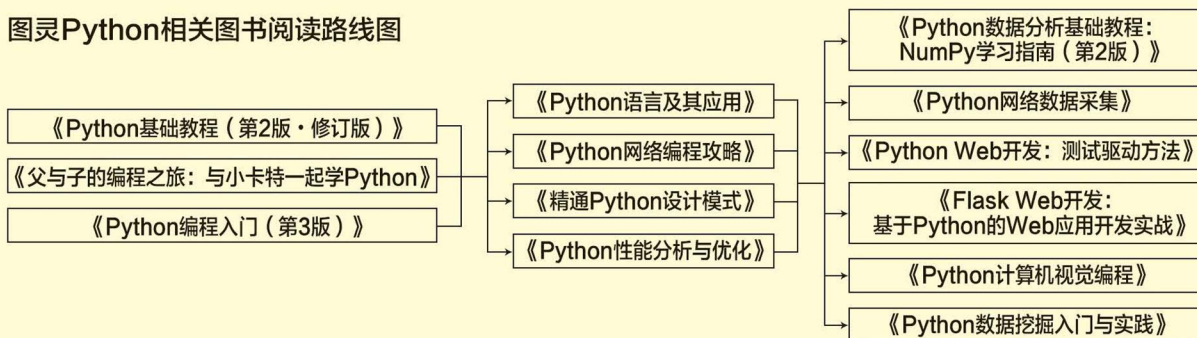 图灵Python相关图书阅读路线图
《Python基础教程（第2版·修订版）》
《父与子的编程之旅：与小卡特一起学Python》
《Python编程入门（第3版）》
《Python语言及其应用》
《Python网络编程攻略》
《精通Python设计模式》
《Python性能分析与优化》
《Python数据分析基础教程：
NumPy学习指南（第2版）》
《Python网络数据采集》
《Python Web开发：测试驱动方法》
《Flask Web开发：
基于Python的Web应用开发实战》
《Python计算机视觉编程》
《Python数据挖掘入门与实践》